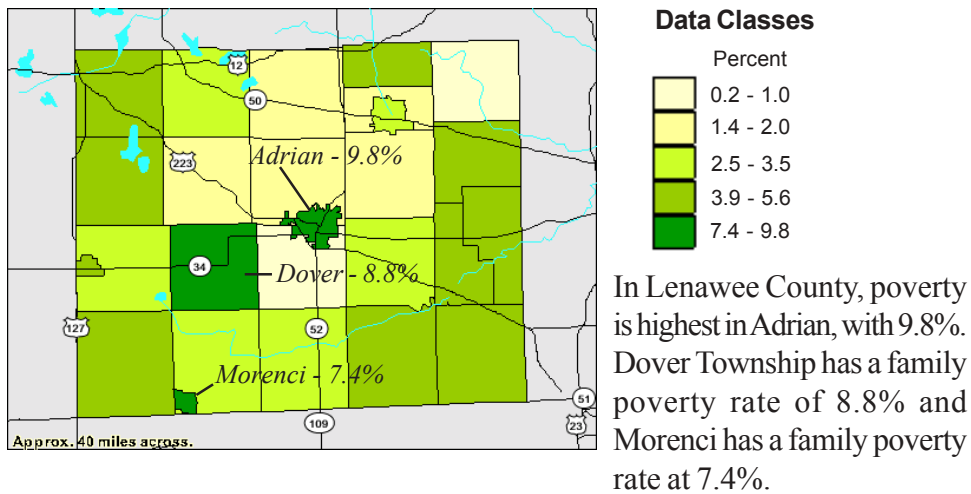 Data Classes
Percent
0.2 - 1.0
1.4 - 2.0
2.5 - 3.5
3.9 - 5.6
7.4 - 9.8
12
50
223
Adrian - 9.8%
34
Dover - 8.8%
127
52
Morenci - 7.4%
51
109
23
Approx. 40 miles across.
In Lenawee County, poverty
is highest in Adrian, with 9.8%.
Dover Township has a family
poverty rate of 8.8% and
Morenci has a family poverty
rate at 7.4%.